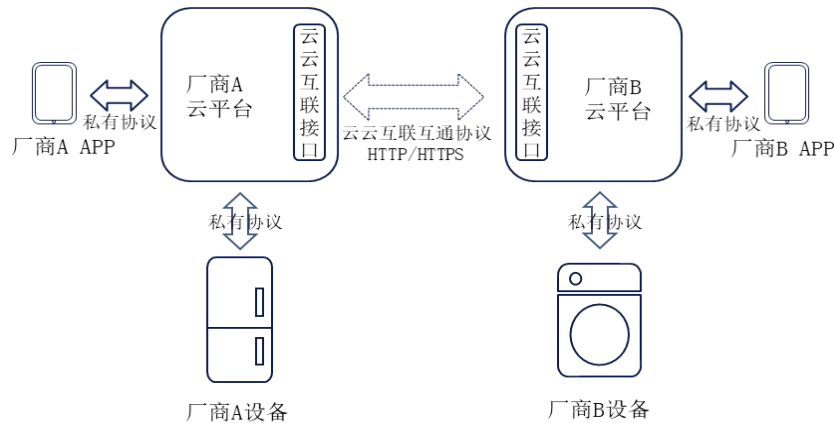 厂商A
云平台
云云互联接口
云云互联接口
厂商B
云平台
私有协议
厂商A APP
云云互联互通协议
HTTP/HTTPS
私有协议
厂商B APP
私有协议
私有协议
厂商A设备
厂商B设备